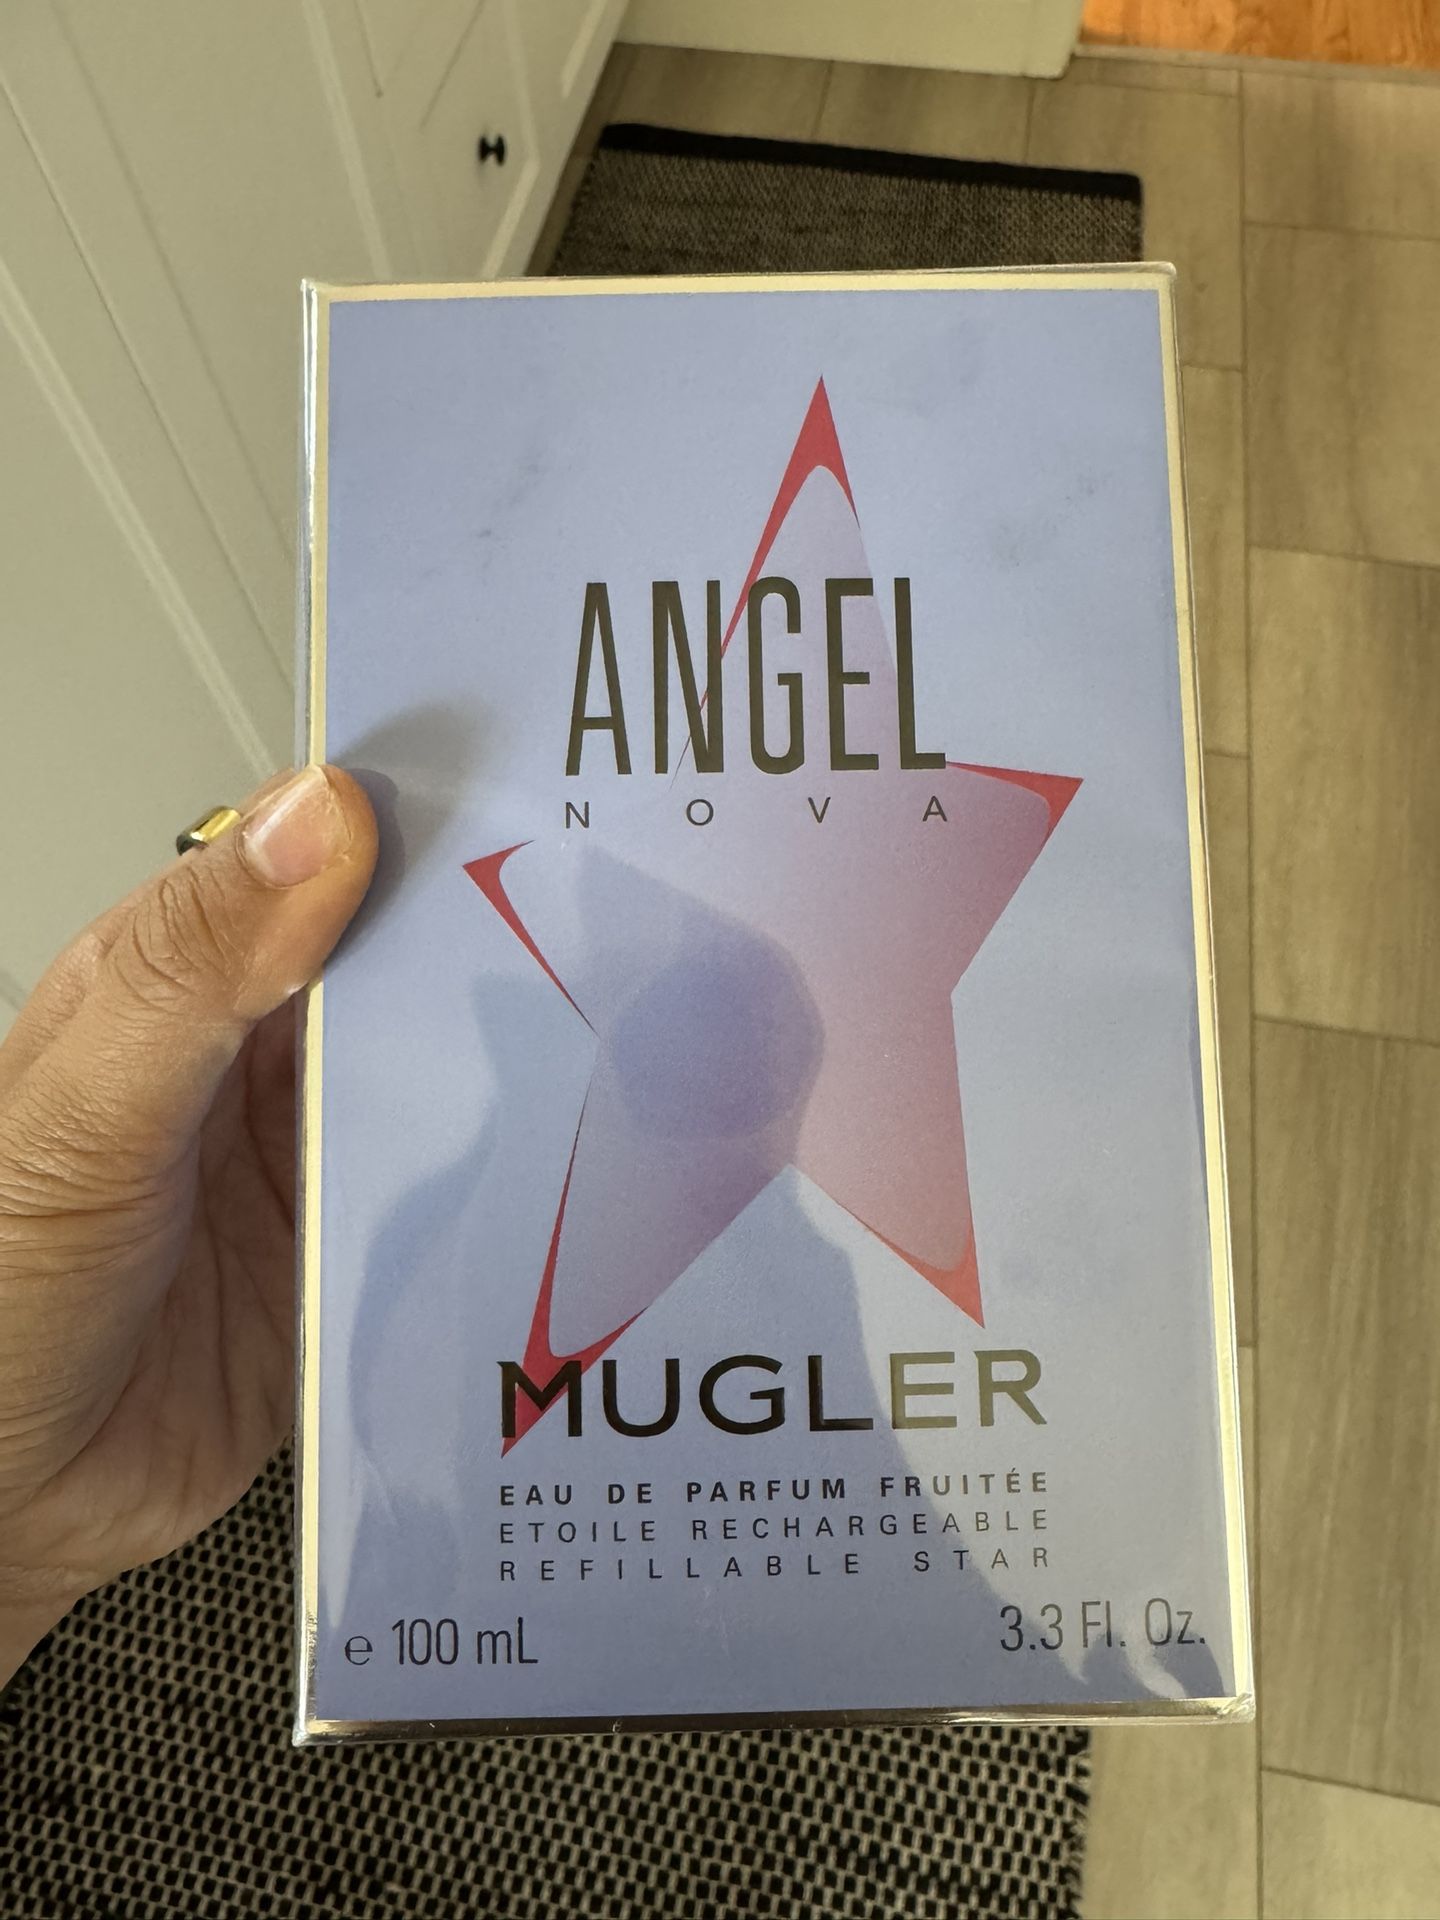 ANGEL
NOVA
MUGLER
EAU DE PARFUM FRUITÉE
ETOILE RECHARGEABLE
REFILLABLE STAR
℮ 100 mL 3.3 Fl. Oz.